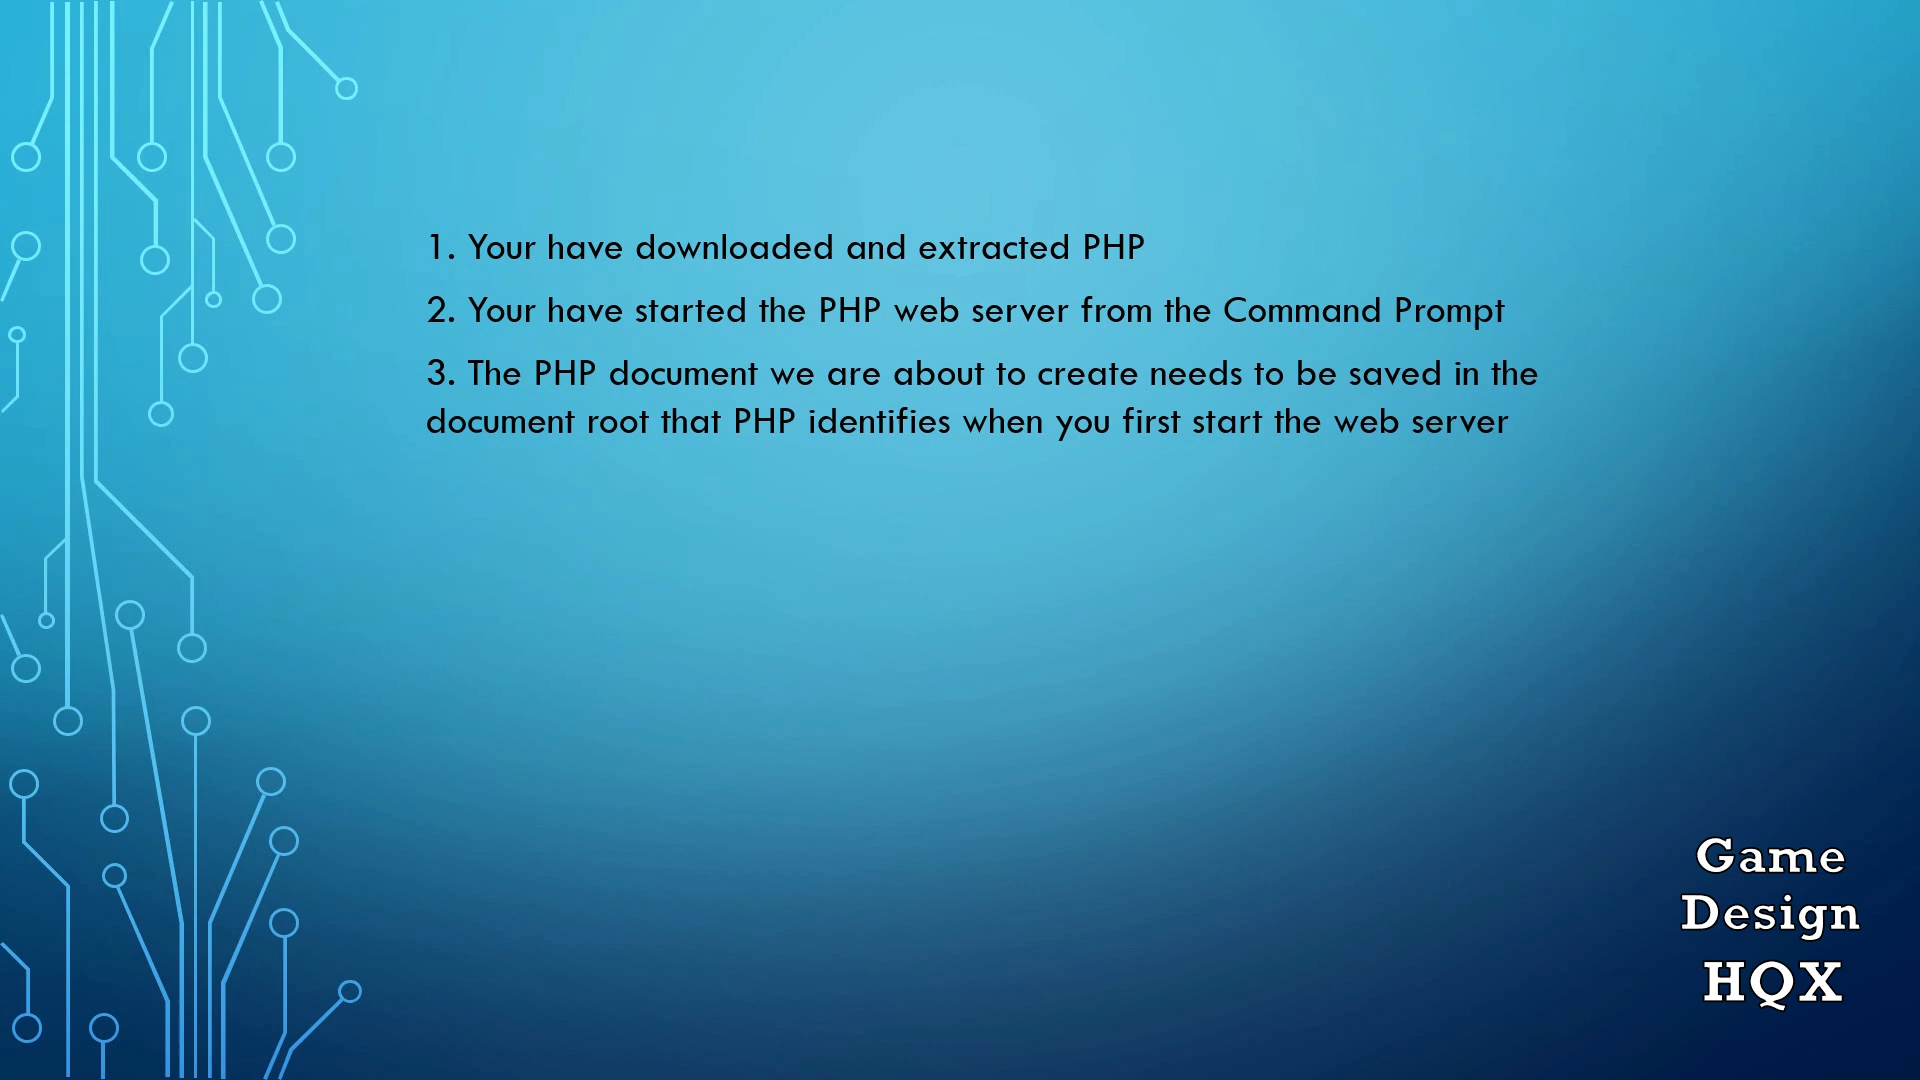 1. Your have downloaded and extracted PHP
2. Your have started the PHP web server from the Command Prompt
3. The PHP document we are about to create needs to be saved in the
document root that PHP identifies when you first start the web server
Game
Design
HQX